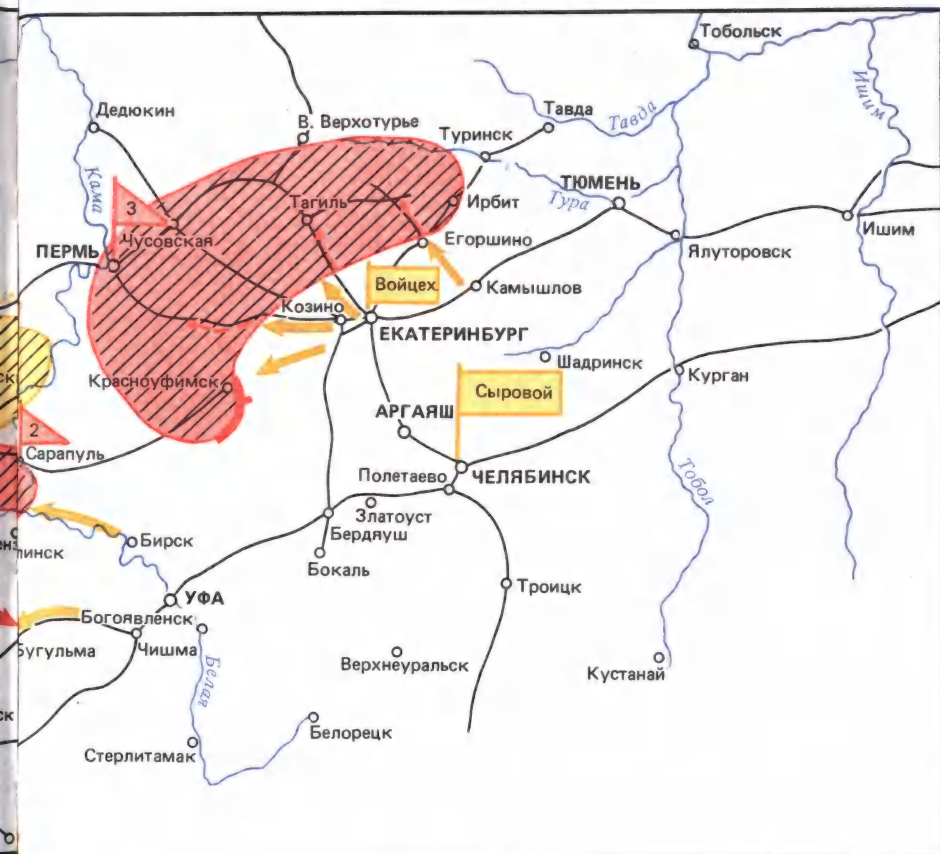 Тобольск
Ишим
Дедюкин
Тавда
Тавда
В. Верхотурье
Туринск
Кама
ТЮМЕНЬ
Тура
3
Тагиль
Ирбит
Чусовская
Егоршино
Ишим
ПЕРМЬ
Ялуторовск
Войцех
Камышлов
Козино
ЕКАТЕРИНБУРГ
Шадринск
Красноуфимск
Курган
Сыровой
АРГАЯШ
2
Сарапуль
Полетаево
ЧЕЛЯБИНСК
Тобол
Златоуст
Бердяуш
Бирск
Бокаль
Троицк
УФА
Богоявленск
Бугульма
Чишма
Верхнеуральск
Кустанай
Белая
Белорецк
Стерлитамак